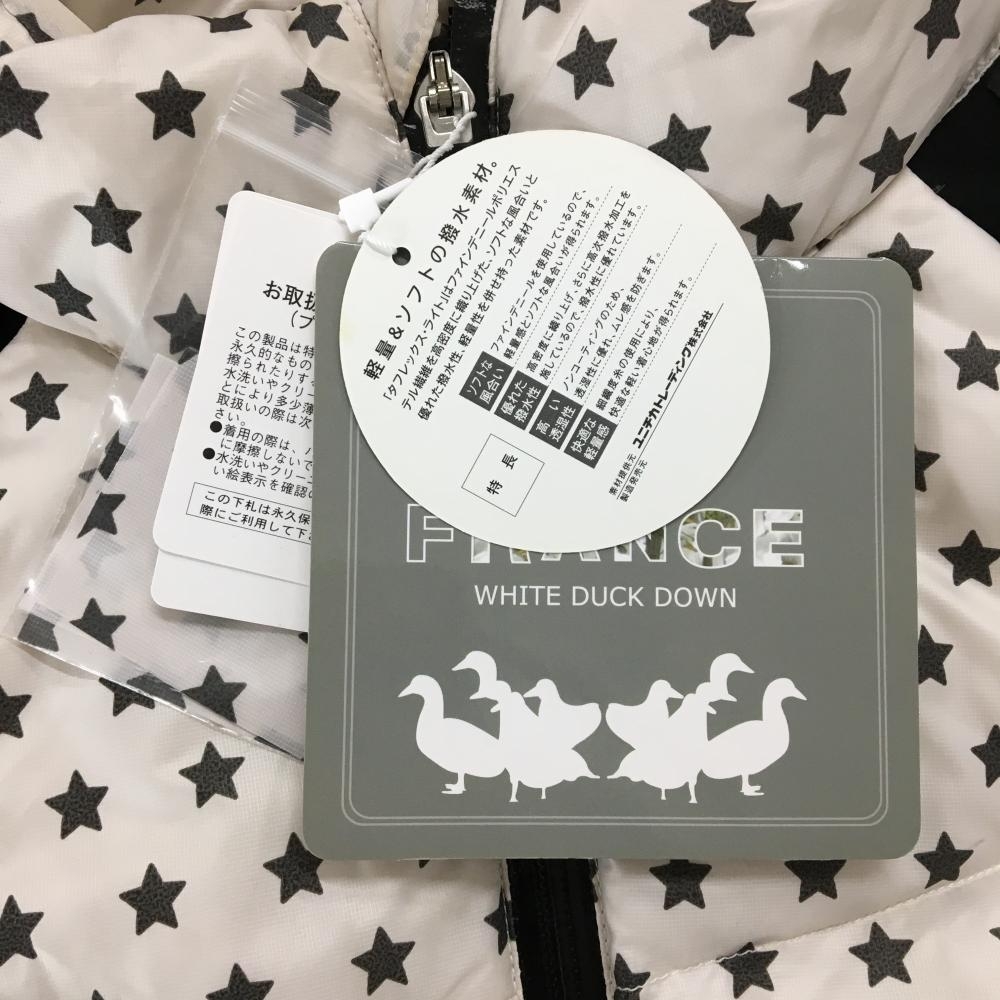 軽量&ソフトの撥水素材。
「タフレックス・ライト」はファインデニールポリエス
テル繊維を高密度に織り上げた、ソフトな風合いと
優れた撥水性、軽量性を併せ持った素材です。
特長
ソフトな
風合い
ファインデニールを使用しているので、
軽量感とソフトな風合いが得られます。
優れた
撥水性
高密度に織り上げ、さらに高次撥水加工を
施しているので、撥水性に優れています。
高い
透湿性
ノンコーティングのため、
透湿性に優れ、ムレ感を防ぎます。
快適な
軽量感
細繊度糸の使用により、
快適な軽い着心地が得られます。
素材提供元
製造発売元
ユニチカトレーディング株式会社
お取扱
この製品は特
永久的なもの
擦られたりす
水洗いやクリー
とにより多少薄
取扱いの際は次
さい。
●着用の際は、
に摩擦しないで
●水洗いやクリー
い絵表示を確認
この下札は永久保
際にご利用して下
FRANCE
WHITE DUCK DOWN